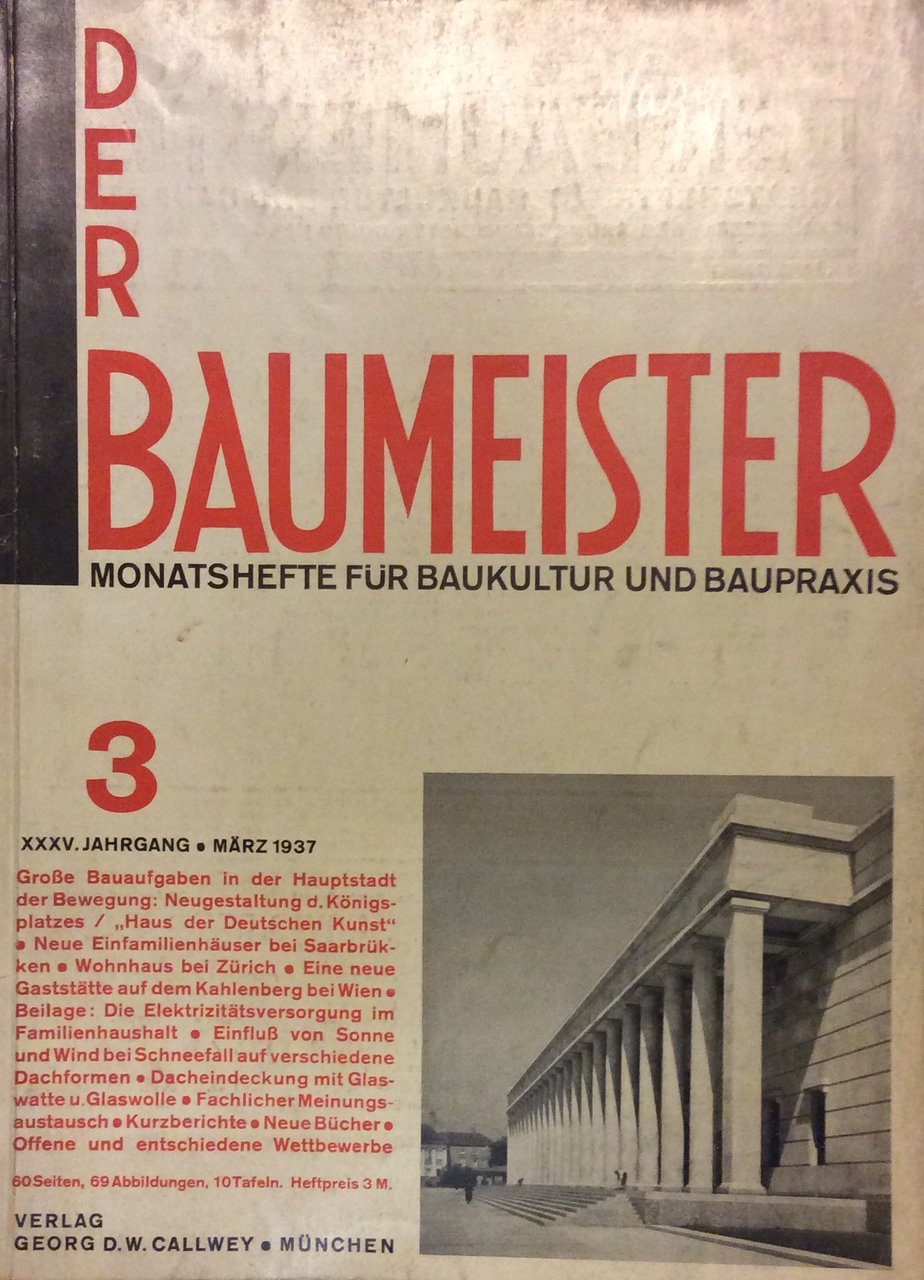 DER
BAUMEISTER
MONATSHEFTE FÜR BAUKULTUR UND BAUPRAXIS
3
XXXV. JAHRGANG • MÄRZ 1937
Große Bauaufgaben in der Hauptstadt
der Bewegung: Neugestaltung d. Königs-
platzes / „Haus der Deutschen Kunst“
• Neue Einfamilienhäuser bei Saarbrük-
ken • Wohnhaus bei Zürich • Eine neue
Gaststätte auf dem Kahlenberg bei Wien •
Beilage: Die Elektrizitätsversorgung im
Familienhaushalt • Einfluß von Sonne
und Wind bei Schneefall auf verschiedene
Dachformen • Dacheindeckung mit Glas-
watte u. Glaswolle • Fachlicher Meinungs-
austausch • Kurzberichte • Neue Bücher •
Offene und entschiedene Wettbewerbe
60 Seiten, 69 Abbildungen, 10 Tafeln. Heftpreis 3 M.
VERLAG
GEORG D.W. CALLWEY • MÜNCHEN